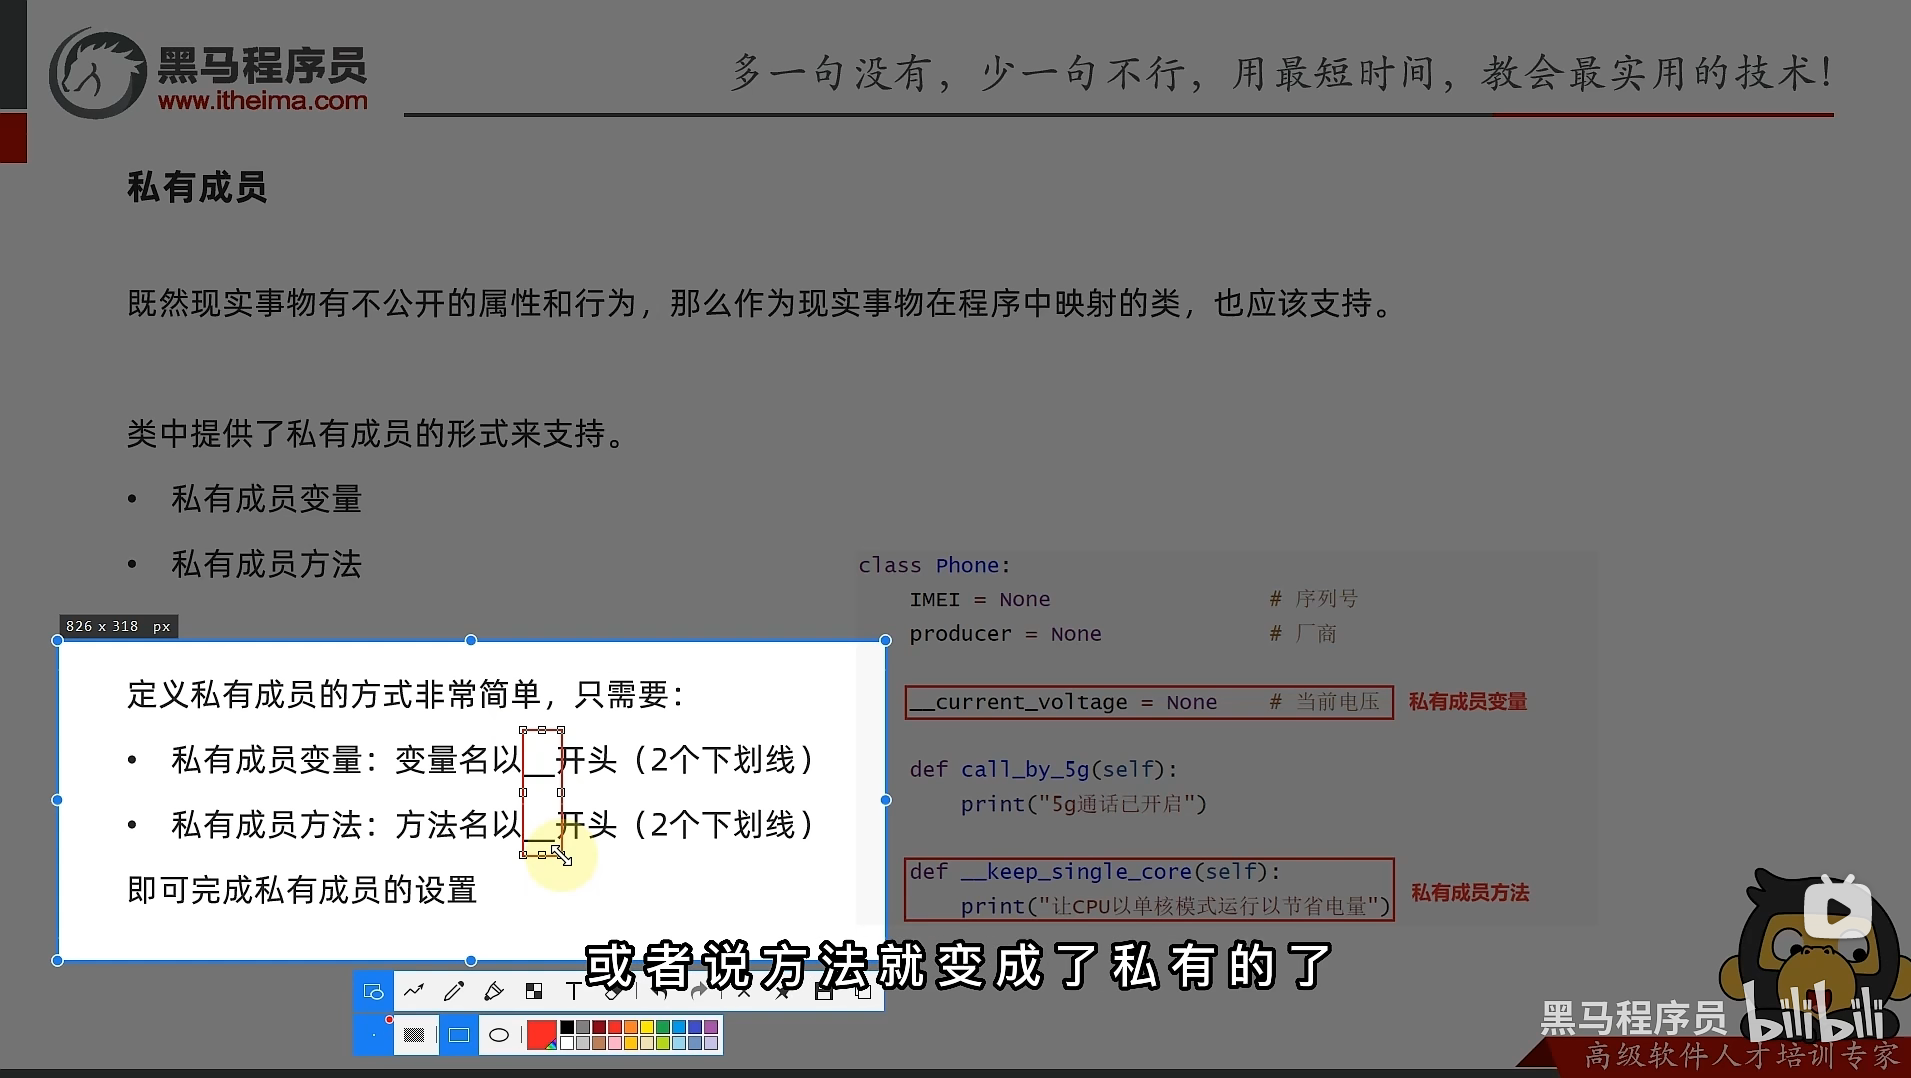 黑马程序员
www.itheima.com
多一句没有，少一句不行，用最短时间，教会最实用的技术！
私有成员
既然现实事物有不公开的属性和行为，那么作为现实事物在程序中映射的类，也应该支持。
类中提供了私有成员的形式来支持。
• 私有成员变量
• 私有成员方法
826 x 318 px
定义私有成员的方式非常简单，只需要：
• 私有成员变量：变量名以__开头（2个下划线）
• 私有成员方法：方法名以__开头（2个下划线）
即可完成私有成员的设置
class Phone:
IMEI = None # 序列号
producer = None # 厂商
__current_voltage = None # 当前电压 私有成员变量
def call_by_5g(self):
print("5g通话已开启")
def __keep_single_core(self):
print("让CPU以单核模式运行以节省电量") 私有成员方法
或者说方法就变成了私有的了
T
黑马程序员 bilibili
高级软件人才培训专家